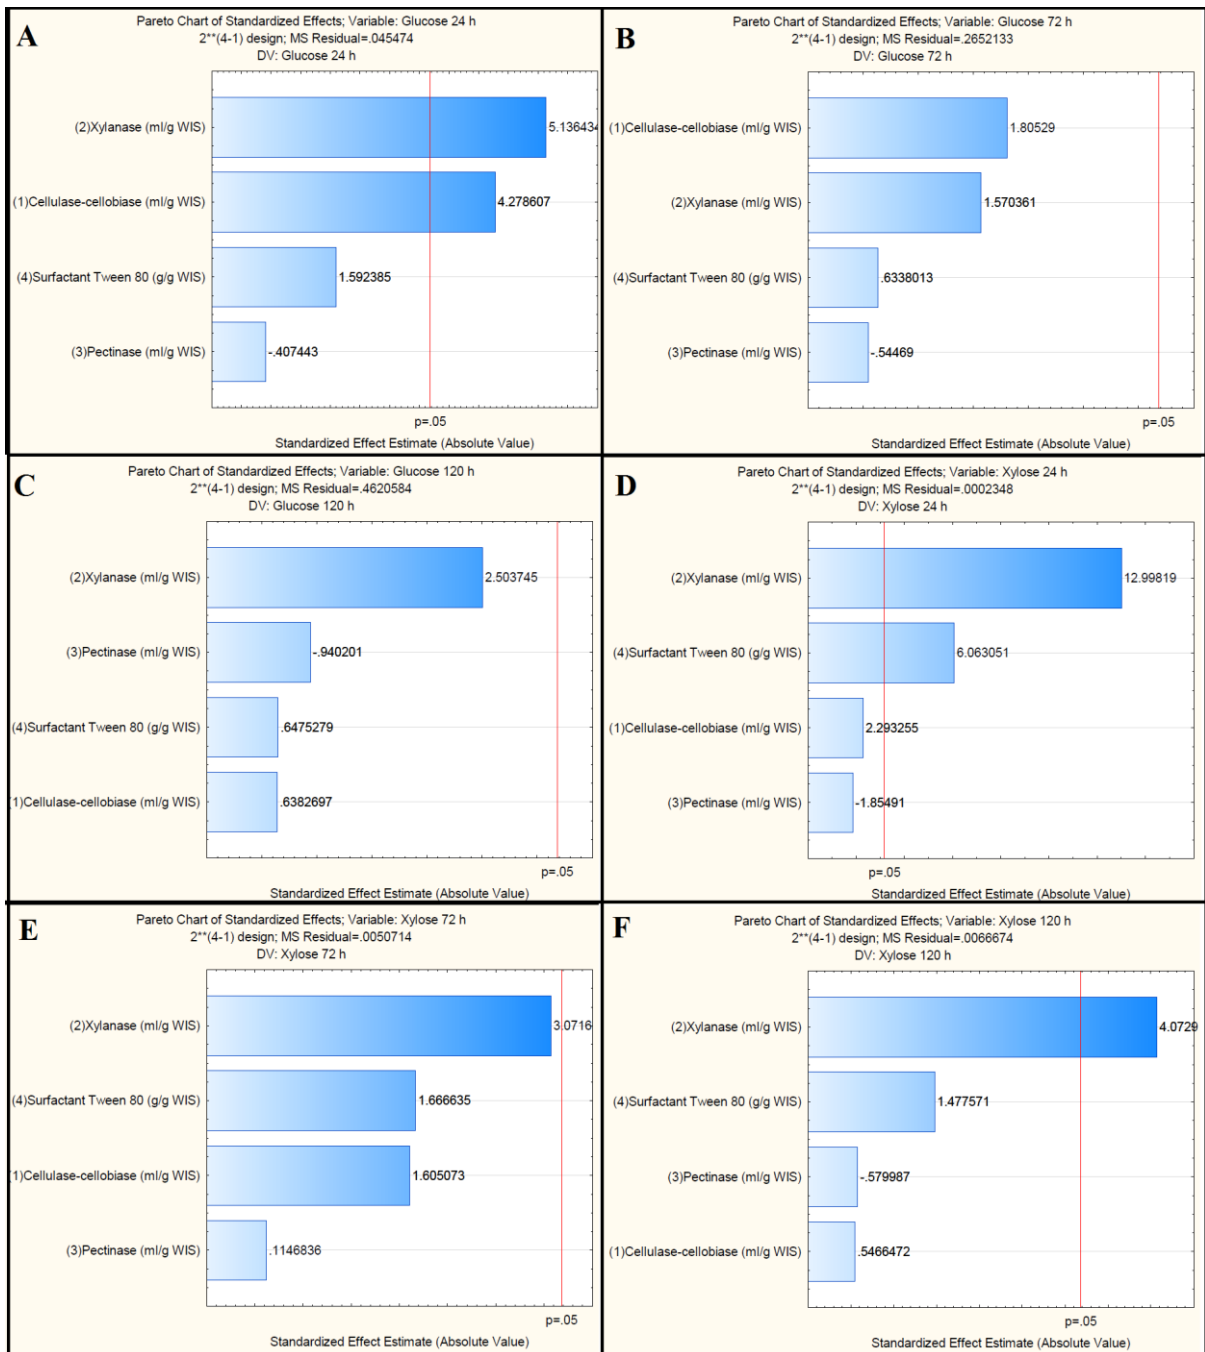 A
Pareto Chart of Standardized Effects; Variable: Glucose 24 h
2**(4-1) design; MS Residual=.045474
DV: Glucose 24 h
(2)Xylanase (ml/g WIS)
5.136434
(1)Cellulase-cellobiase (ml/g WIS)
4.278607
(4)Surfactant Tween 80 (g/g WIS)
1.592385
(3)Pectinase (ml/g WIS)
-.407443
p=.05
Standardized Effect Estimate (Absolute Value)
B
Pareto Chart of Standardized Effects; Variable: Glucose 72 h
2**(4-1) design; MS Residual=.2652133
DV: Glucose 72 h
(1)Cellulase-cellobiase (ml/g WIS)
1.80529
(2)Xylanase (ml/g WIS)
1.570361
(4)Surfactant Tween 80 (g/g WIS)
.6338013
(3)Pectinase (ml/g WIS)
-.54469
p=.05
Standardized Effect Estimate (Absolute Value)
C
Pareto Chart of Standardized Effects; Variable: Glucose 120 h
2**(4-1) design; MS Residual=.4620584
DV: Glucose 120 h
(2)Xylanase (ml/g WIS)
2.503745
(3)Pectinase (ml/g WIS)
-.940201
(4)Surfactant Tween 80 (g/g WIS)
.6475279
(1)Cellulase-cellobiase (ml/g WIS)
.6382697
p=.05
Standardized Effect Estimate (Absolute Value)
D
Pareto Chart of Standardized Effects; Variable: Xylose 24 h
2**(4-1) design; MS Residual=.0002348
DV: Xylose 24 h
(2)Xylanase (ml/g WIS)
12.99819
(4)Surfactant Tween 80 (g/g WIS)
6.063051
(1)Cellulase-cellobiase (ml/g WIS)
2.293255
(3)Pectinase (ml/g WIS)
-1.85491
p=.05
Standardized Effect Estimate (Absolute Value)
E
Pareto Chart of Standardized Effects; Variable: Xylose 72 h
2**(4-1) design; MS Residual=.0050714
DV: Xylose 72 h
(2)Xylanase (ml/g WIS)
3.0716
(4)Surfactant Tween 80 (g/g WIS)
1.666635
(1)Cellulase-cellobiase (ml/g WIS)
1.605073
(3)Pectinase (ml/g WIS)
.1146836
p=.05
Standardized Effect Estimate (Absolute Value)
F
Pareto Chart of Standardized Effects; Variable: Xylose 120 h
2**(4-1) design; MS Residual=.0066674
DV: Xylose 120 h
(2)Xylanase (ml/g WIS)
4.0729
(4)Surfactant Tween 80 (g/g WIS)
1.477571
(3)Pectinase (ml/g WIS)
-.579987
(1)Cellulase-cellobiase (ml/g WIS)
.5466472
p=.05
Standardized Effect Estimate (Absolute Value)